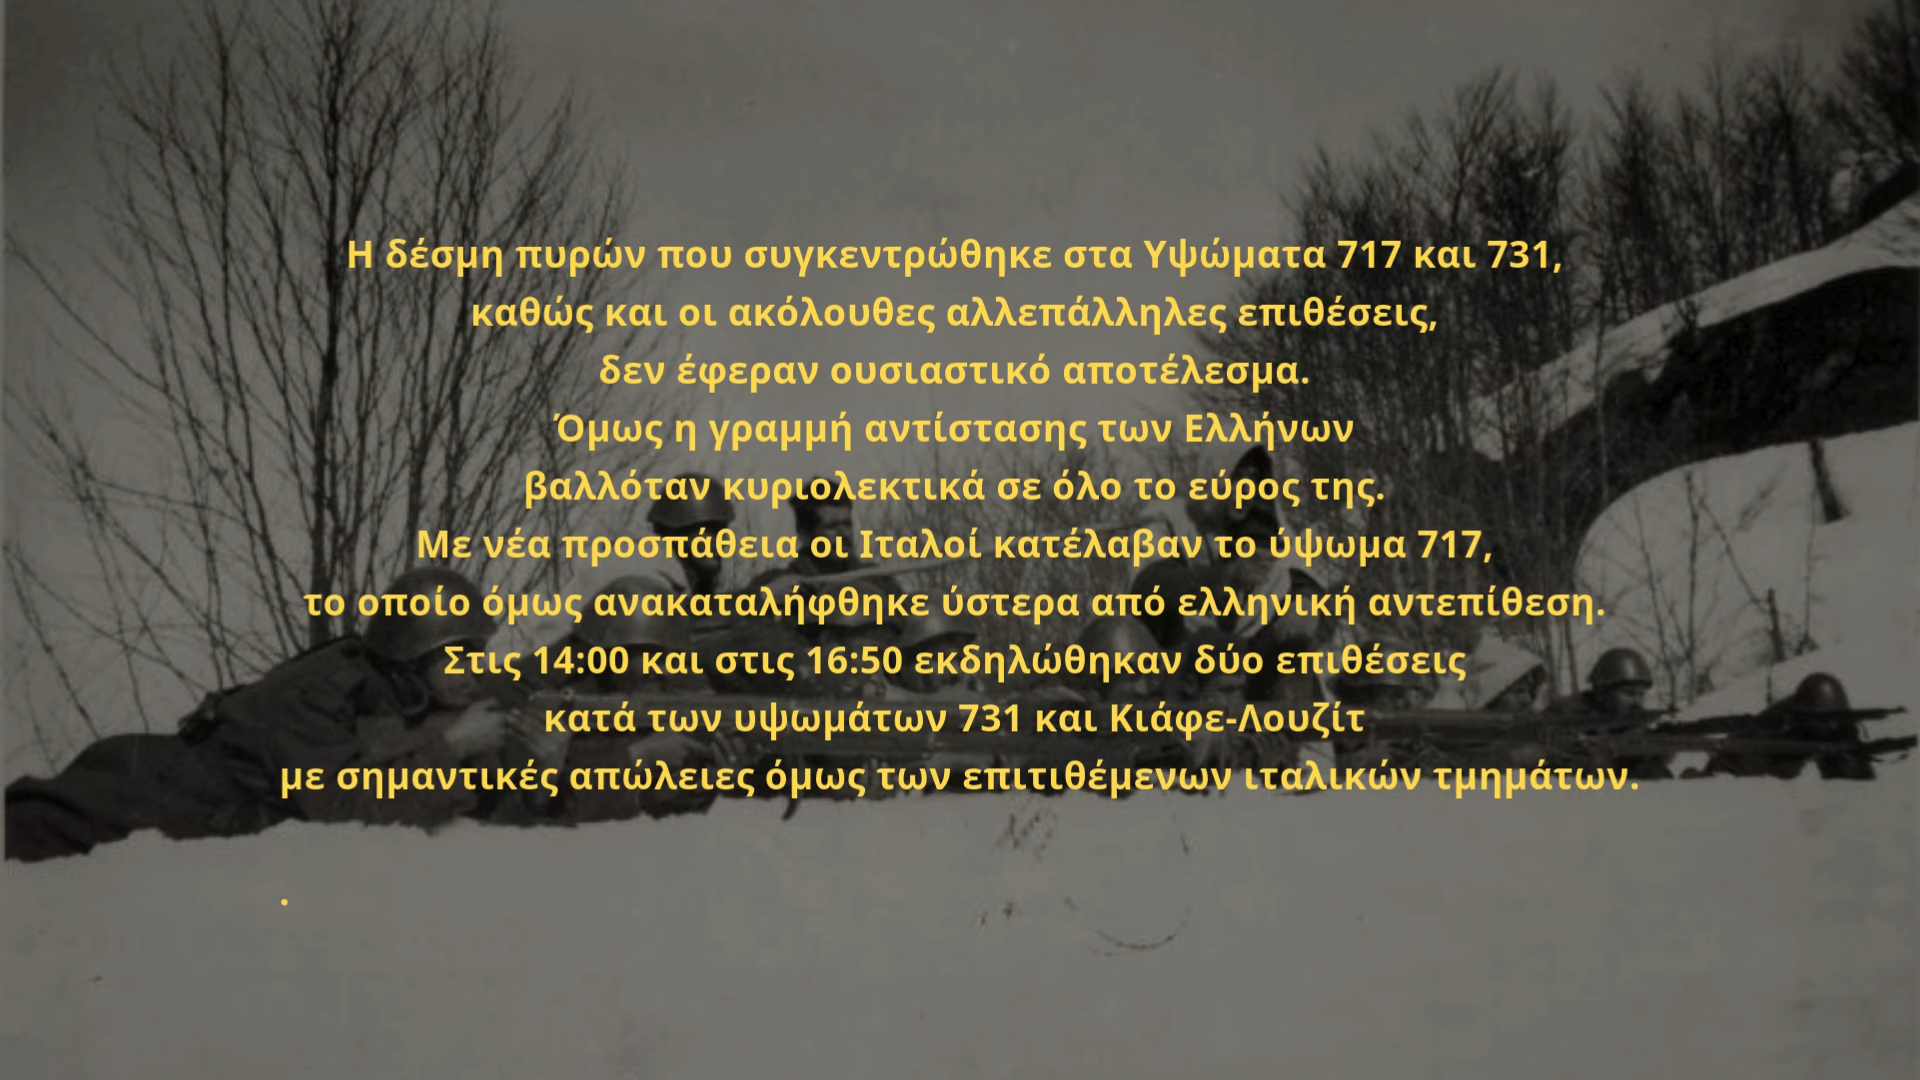 Η δέσμη πυρών που συγκεντρώθηκε στα Υψώματα 717 και 731,
καθώς και οι ακόλουθες αλλεπάλληλες επιθέσεις,
δεν έφεραν ουσιαστικό αποτέλεσμα.
Όμως η γραμμή αντίστασης των Ελλήνων
βαλλόταν κυριολεκτικά σε όλο το εύρος της.
Με νέα προσπάθεια οι Ιταλοί κατέλαβαν το ύψωμα 717,
το οποίο όμως ανακαταλήφθηκε ύστερα από ελληνική αντεπίθεση.
Στις 14:00 και στις 16:50 εκδηλώθηκαν δύο επιθέσεις
κατά των υψωμάτων 731 και Κιάφε-Λουζίτ
με σημαντικές απώλειες όμως των επιτιθέμενων ιταλικών τμημάτων.
.